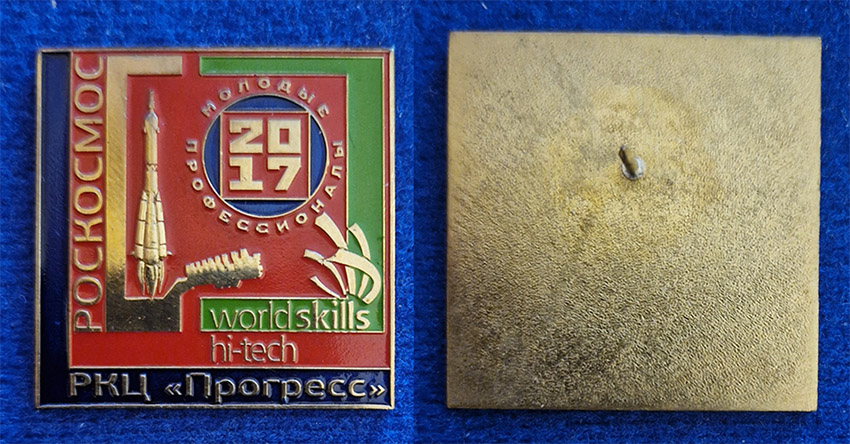 РОСКОСМОС
МОЛОДЫЕ
ПРОФЕССИОНАЛЫ
20
17
worldskills
hi-tech
РКЦ «Прогресс»